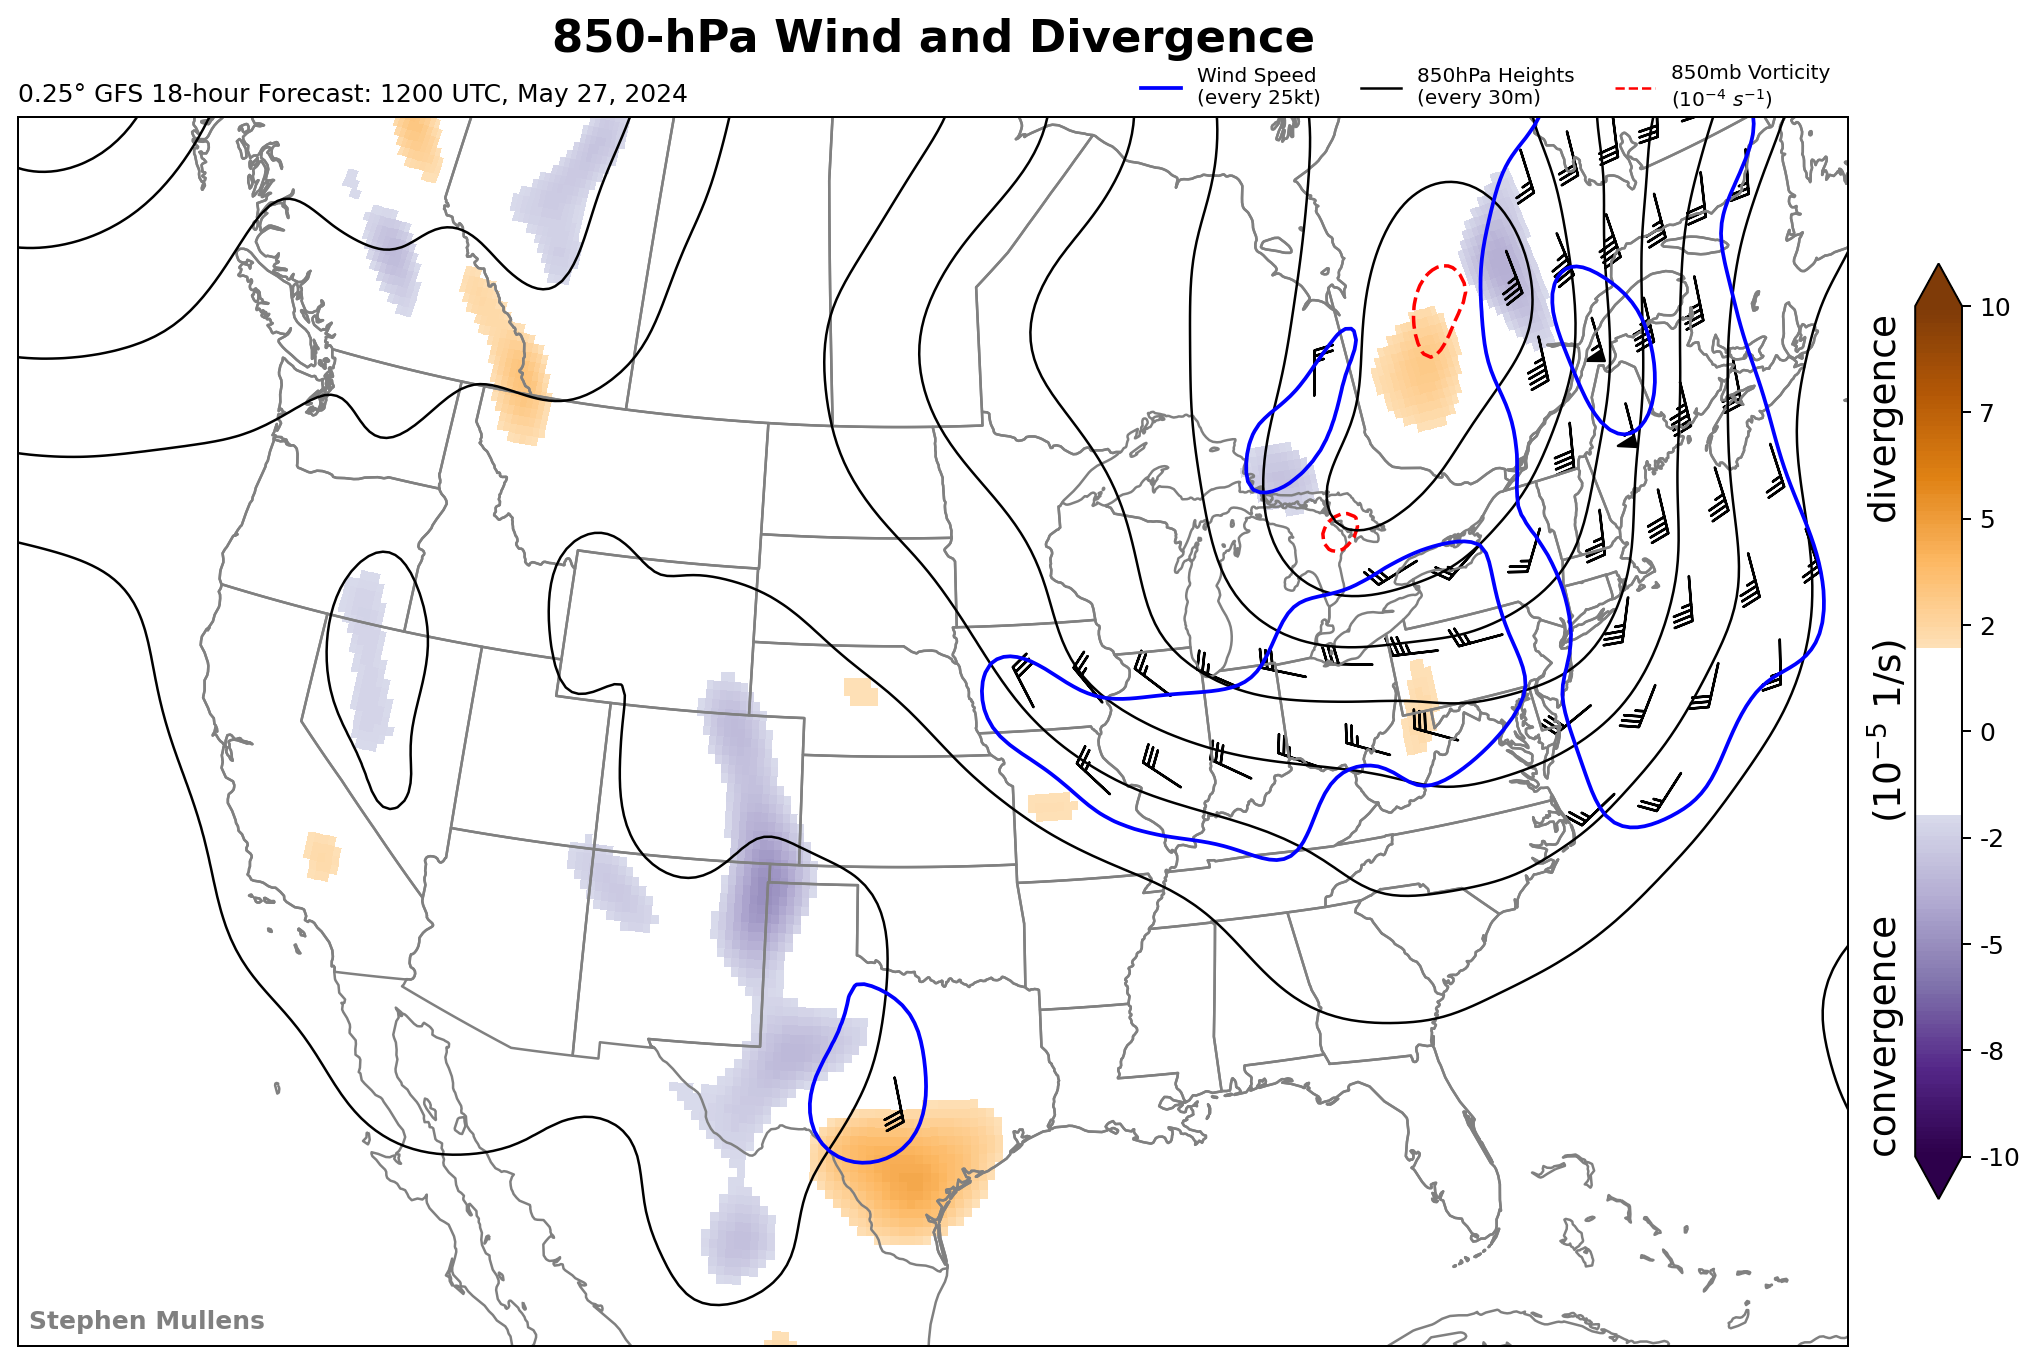 850-hPa Wind and Divergence
0.25° GFS 18-hour Forecast: 1200 UTC, May 27, 2024
Wind Speed
(every 25kt)
850hPa Heights
(every 30m)
850mb Vorticity
(10⁻⁴ s⁻¹)
10
7
5
2
0
-2
-5
-8
-10
convergence (10⁻⁵ 1/s) divergence
Stephen Mullens